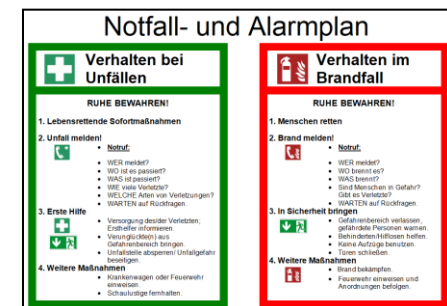 Notfall- und Alarmplan
Verhalten bei
Unfällen
RUHE BEWAHREN!
1. Lebensrettende Sofortmaßnahmen
2. Unfall melden!
• Notruf:
• WER meldet?
• WO ist es passiert?
• WAS ist passiert?
• WIE viele Verletzte?
• WELCHE Arten von Verletzungen?
• WARTEN auf Rückfragen.
3. Erste Hilfe
• Versorgung des/der Verletzten;
Ersthelfer informieren.
• Verunglückte(n) aus
Gefahrenbereich bringen.
• Unfallstelle absperren/ Unfallgefahr
beseitigen.
4. Weitere Maßnahmen
• Krankenwagen oder Feuerwehr
einweisen.
• Schaulustige fernhalten.
Verhalten im
Brandfall
RUHE BEWAHREN!
1. Menschen retten
2. Brand melden!
• Notruf:
• WER meldet?
• WO brennt es?
• WAS brennt?
• Sind Menschen in Gefahr?
Gibt es Verletzte?
• WARTEN auf Rückfragen.
3. In Sicherheit bringen
• Gefahrenbereich verlassen,
gefährdete Personen warnen.
• Behinderten/Hilflosen helfen.
• Keine Aufzüge benutzen.
• Türen schließen.
4. Weitere Maßnahmen
• Brand bekämpfen.
• Feuerwehr einweisen und
Anordnungen befolgen.